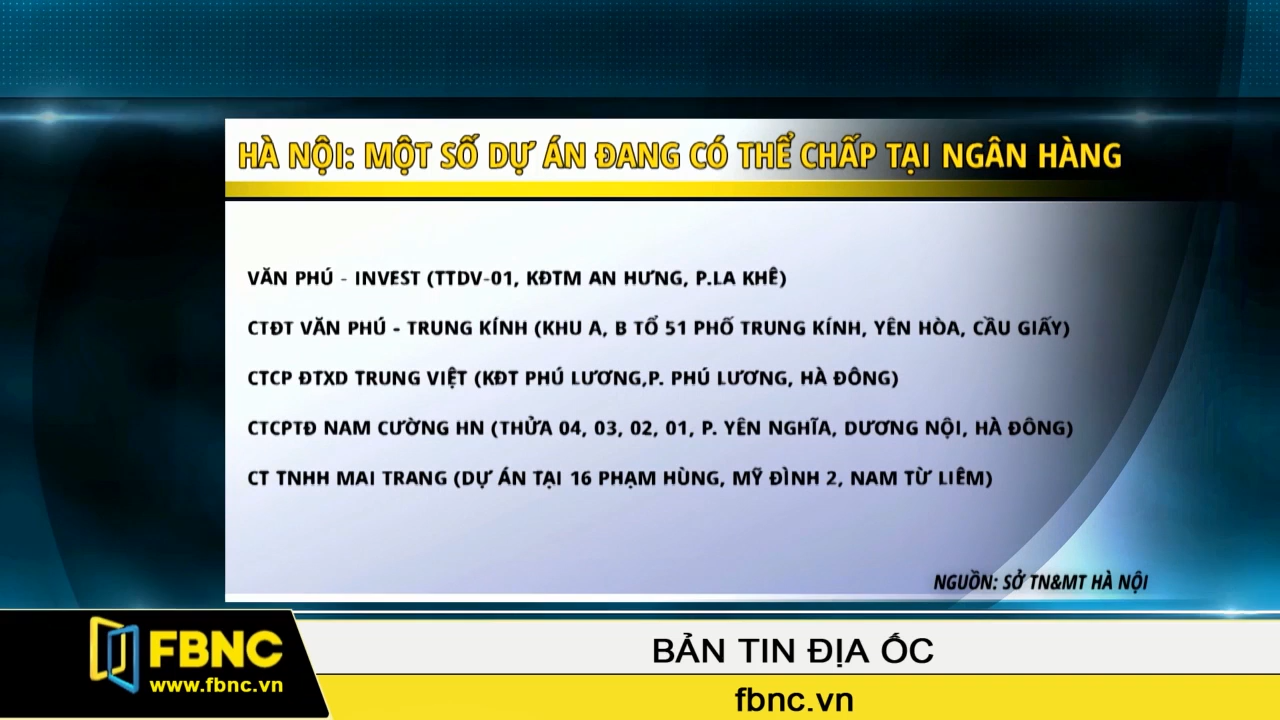 HÀ NỘI: MỘT SỐ DỰ ÁN ĐANG CÓ THỂ CHẤP TẠI NGÂN HÀNG
VĂN PHÚ - INVEST (TTDV-01, KĐTM AN HƯNG, P.LA KHÊ)
CTĐT VĂN PHÚ - TRUNG KÍNH (KHU A, B TỔ 51 PHỐ TRUNG KÍNH, YÊN HÒA, CẦU GIẤY)
CTCP ĐTXD TRUNG VIỆT (KĐT PHÚ LƯƠNG,P. PHÚ LƯƠNG, HÀ ĐÔNG)
CTCPTĐ NAM CƯỜNG HN (THỬA 04, 03, 02, 01, P. YÊN NGHĨA, DƯƠNG NỘI, HÀ ĐÔNG)
CT TNHH MAI TRANG (DỰ ÁN TẠI 16 PHẠM HÙNG, MỸ ĐÌNH 2, NAM TỪ LIÊM)
NGUỒN: SỞ TN&MT HÀ NỘI
FBNC
www.fbnc.vn
BẢN TIN ĐỊA ỐC
fbnc.vn